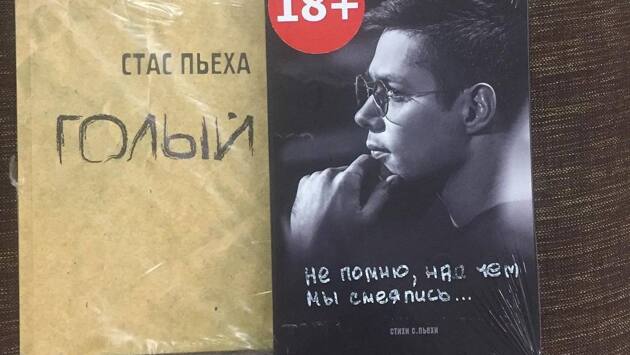 СТАС ПЬЕХА
ГОЛЫЙ
18+
не помню, над чем
мы смеялись...
СТИХИ С.ПЬЕХИ